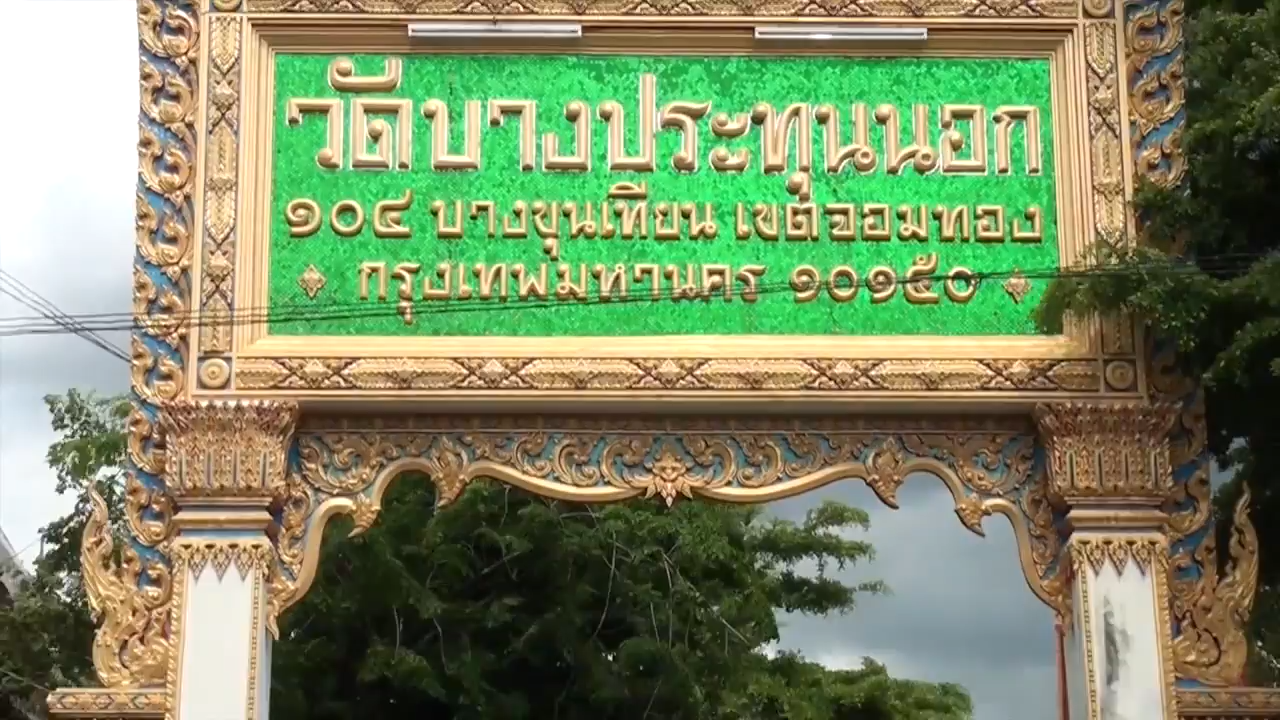 วัดบางประทุนนอก
๑๐๔ บางขุนเทียน เขตจอมทอง
กรุงเทพมหานคร ๑๐๑๕๐